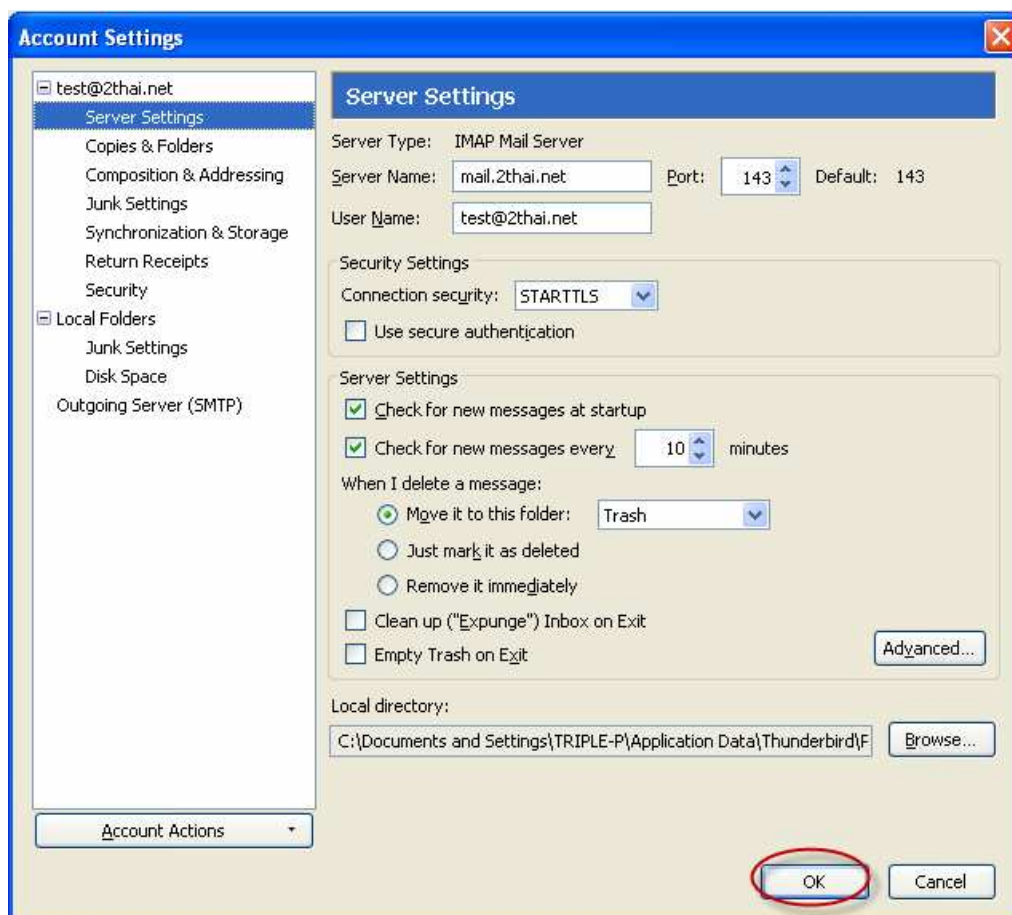 Account Settings
test@2thai.net
Server Settings
Copies & Folders
Composition & Addressing
Junk Settings
Synchronization & Storage
Return Receipts
Security
Local Folders
Junk Settings
Disk Space
Outgoing Server (SMTP)
Account Actions
Server Settings
Server Type: IMAP Mail Server
Server Name: mail.2thai.net Port: 143 Default: 143
User Name: test@2thai.net
Security Settings
Connection security: STARTTLS
Use secure authentication
Server Settings
Check for new messages at startup
Check for new messages every 10 minutes
When I delete a message:
Move it to this folder: Trash
Just mark it as deleted
Remove it immediately
Clean up ("Expunge") Inbox on Exit
Empty Trash on Exit
Advanced...
Local directory:
C:\Documents and Settings\TRIPLE-P\Application Data\Thunderbird\F Browse...
OK Cancel